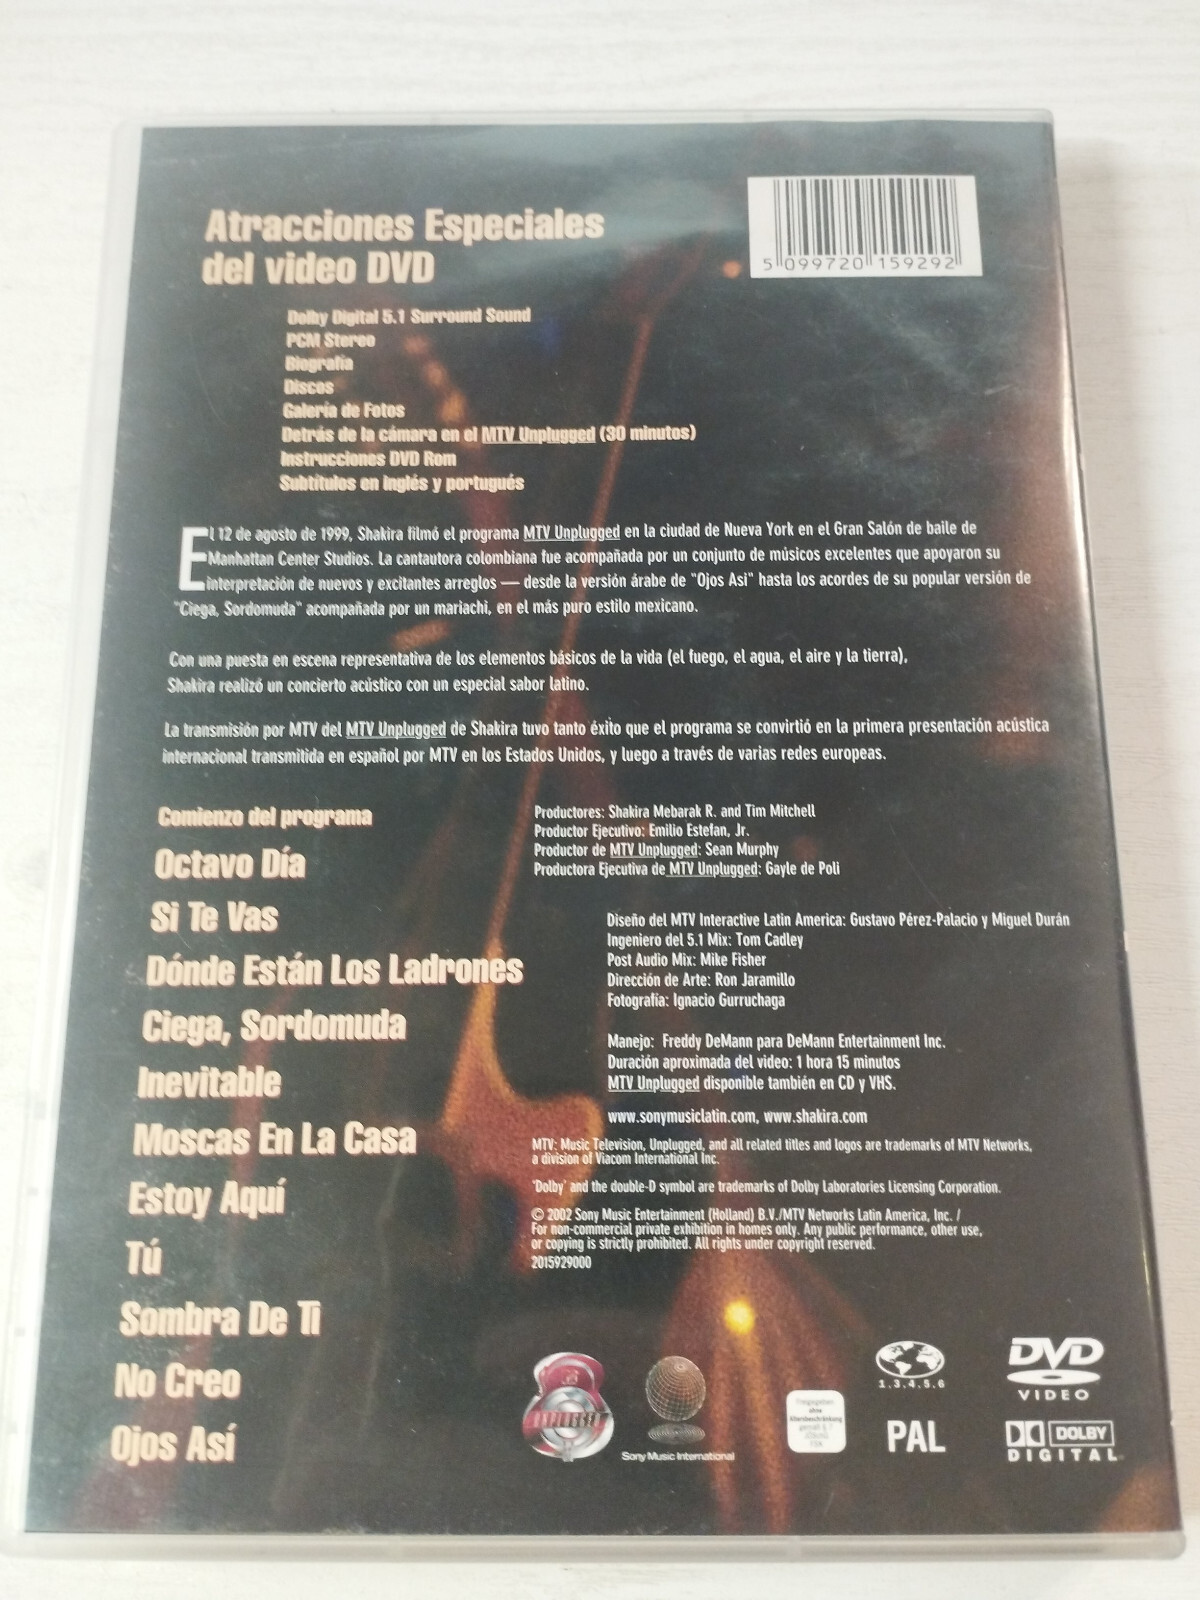 Atracciones Especiales
del video DVD
5 099720 159292
Dolby Digital 5.1 Surround Sound
PCM Stereo
Biografía
Discos
Galería de Fotos
Detrás de la cámara en el MTV Unplugged (30 minutos)
Instrucciones DVD Rom
Subtítulos en inglés y portugués
El 12 de agosto de 1999, Shakira filmó el programa MTV Unplugged en la ciudad de Nueva York en el Gran Salón de baile de
Manhattan Center Studios. La cantautora colombiana fue acompañada por un conjunto de músicos excelentes que apoyaron su
interpretación de nuevos y excitantes arreglos — desde la versión árabe de "Ojos Asi" hasta los acordes de su popular versión de
"Ciega, Sordomuda" acompañada por un mariachi, en el más puro estilo mexicano.
Con una puesta en escena representativa de los elementos básicos de la vida (el fuego, el agua, el aire y la tierra),
Shakira realizó un concierto acústico con un especial sabor latino.
La transmisión por MTV del MTV Unplugged de Shakira tuvo tanto éxito que el programa se convirtió en la primera presentación acústica
internacional transmitida en español por MTV en los Estados Unidos, y luego a través de varias redes europeas.
Comienzo del programa
Octavo Día
Si Te Vas
Dónde Están Los Ladrones
Ciega, Sordomuda
Inevitable
Moscas En La Casa
Estoy Aquí
Tú
Sombra De Ti
No Creo
Ojos Así
Productores: Shakira Mebarak R. and Tim Mitchell
Productor Ejecutivo: Emilio Estefan, Jr.
Productor de MTV Unplugged: Sean Murphy
Productora Ejecutiva de MTV Unplugged: Gayle de Poli
Diseño del MTV Interactive Latin America: Gustavo Pérez-Palacio y Miguel Durán
Ingeniero del 5.1 Mix: Tom Cadley
Post Audio Mix: Mike Fisher
Dirección de Arte: Ron Jaramillo
Fotografía: Ignacio Gurruchaga
Manejo: Freddy DeMann para DeMann Entertainment Inc.
Duración aproximada del video: 1 hora 15 minutos
MTV Unplugged disponible también en CD y VHS.
www.sonymusiclatin.com, www.shakira.com
MTV: Music Television, Unplugged, and all related titles and logos are trademarks of MTV Networks,
a division of Viacom International Inc.
'Dolby' and the double-D symbol are trademarks of Dolby Laboratories Licensing Corporation.
© 2002 Sony Music Entertainment (Holland) B.V./MTV Networks Latin America, Inc. /
For non-commercial private exhibition in homes only. Any public performance, other use,
or copying is strictly prohibited. All rights under copyright reserved.
2015929000
UNPLUGGED
Sony Music International
Freigegeben
ohne
Altersbeschränkung
gemäß § 7
JÖSchG
FSK
1.3.4.5.6
PAL
DVD
VIDEO
DOLBY
DIGITAL